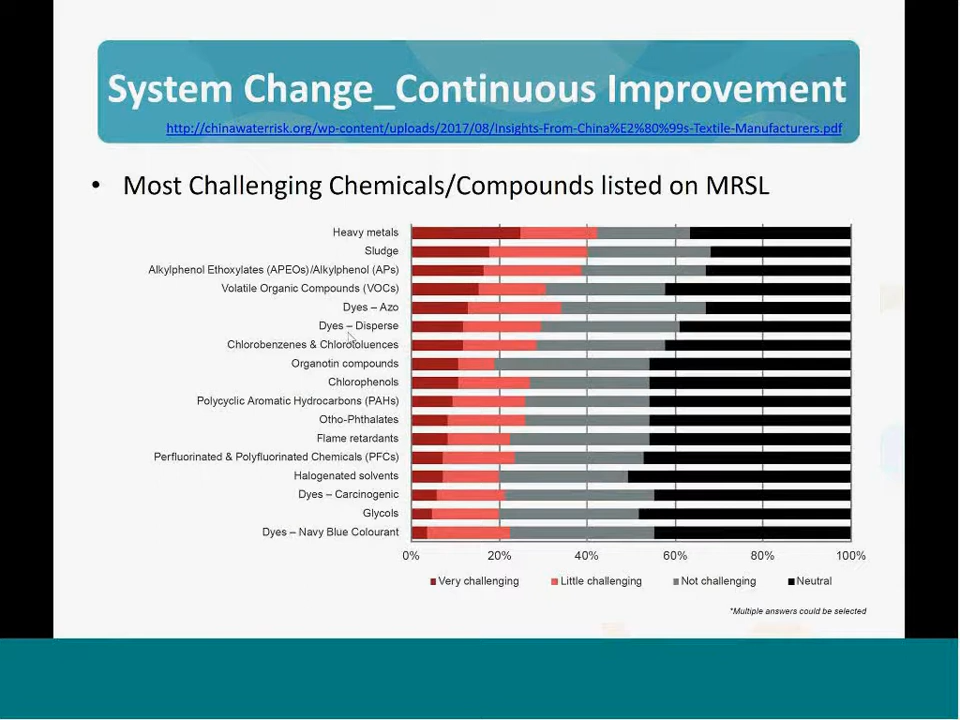 System Change_Continuous Improvement
http://chinawaterrisk.org/wp-content/uploads/2017/08/Insights-From-China%E2%80%99s-Textile-Manufacturers.pdf
• Most Challenging Chemicals/Compounds listed on MRSL
Heavy metals
Sludge
Alkylphenol Ethoxylates (APEOs)/Alkylphenol (APs)
Volatile Organic Compounds (VOCs)
Dyes – Azo
Dyes – Disperse
Chlorobenzenes & Chlorotoluences
Organotin compounds
Chlorophenols
Polycyclic Aromatic Hydrocarbons (PAHs)
Otho-Phthalates
Flame retardants
Perfluorinated & Polyfluorinated Chemicals (PFCs)
Halogenated solvents
Dyes – Carcinogenic
Glycols
Dyes – Navy Blue Colourant
0% 20% 40% 60% 80% 100%
Very challenging Little challenging Not challenging Neutral
*Multiple answers could be selected